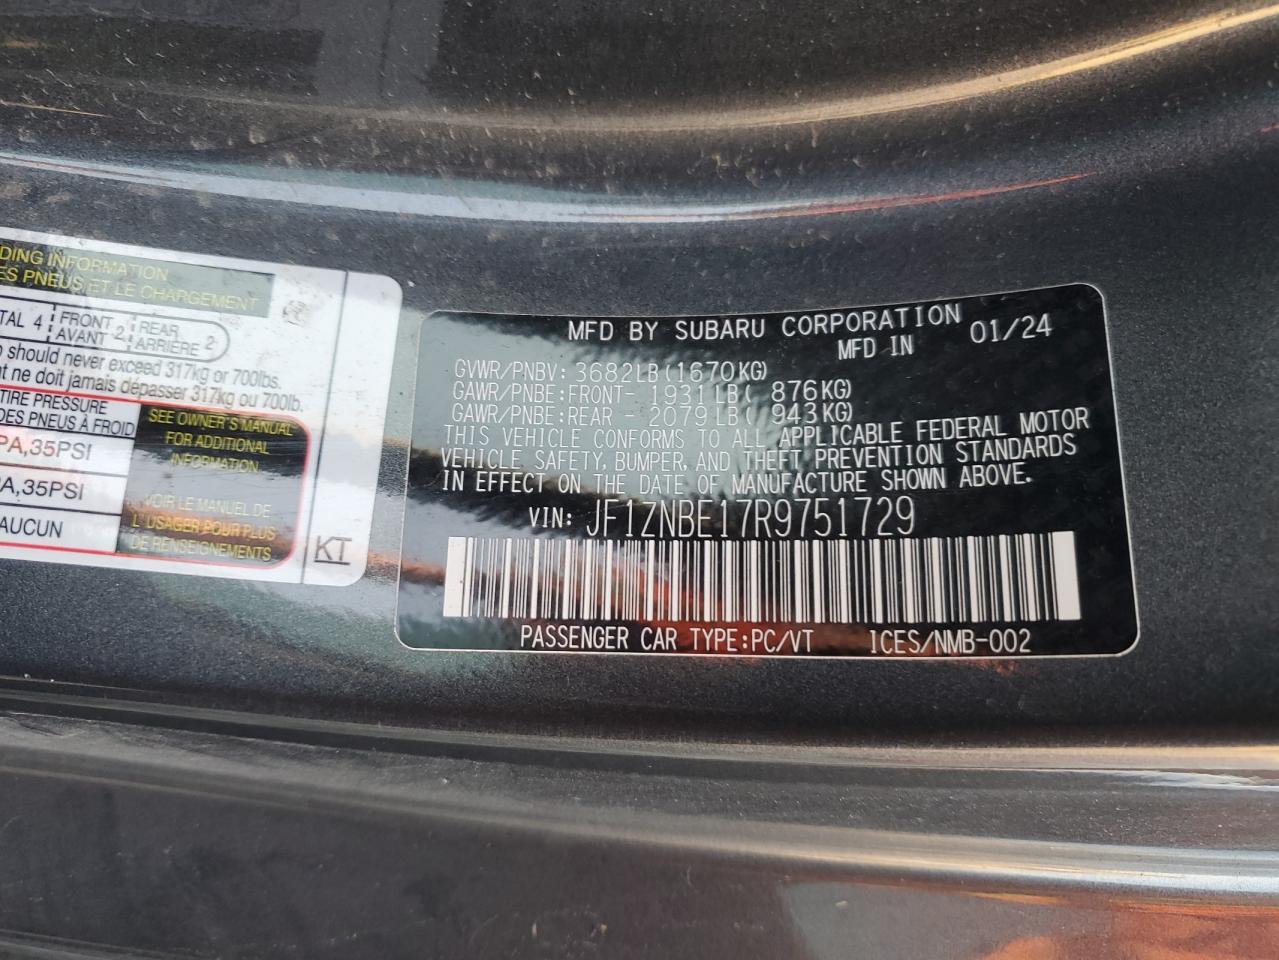 DING INFORMATION
ES PNEUS ET LE CHARGEMENT
TAL 4 FRONT AVANT 2 REAR ARRIÈRE 2
should never exceed 317kg or 700lbs.
nt ne doit jamais dépasser 317kg ou 700lb.
TIRE PRESSURE
DES PNEUS À FROID
PA,35PSI
PA,35PSI
AUCUN
SEE OWNER'S MANUAL
FOR ADDITIONAL
INFORMATION
VOIR LE MANUEL DE
L'USAGER POUR PLUS
DE RENSEIGNEMENTS
KT
MFD BY SUBARU CORPORATION
MFD IN 01/24
GVWR/PNBV: 3682LB(1670KG)
GAWR/PNBE:FRONT- 1931LB( 876KG)
GAWR/PNBE:REAR 2079LB( 943KG)
THIS VEHICLE CONFORMS TO ALL APPLICABLE FEDERAL MOTOR
VEHICLE SAFETY, BUMPER, AND THEFT PREVENTION STANDARDS
IN EFFECT ON THE DATE OF MANUFACTURE SHOWN ABOVE.
VIN: JF1ZNBE17R9751729
PASSENGER CAR TYPE:PC/VT ICES/NMB-002